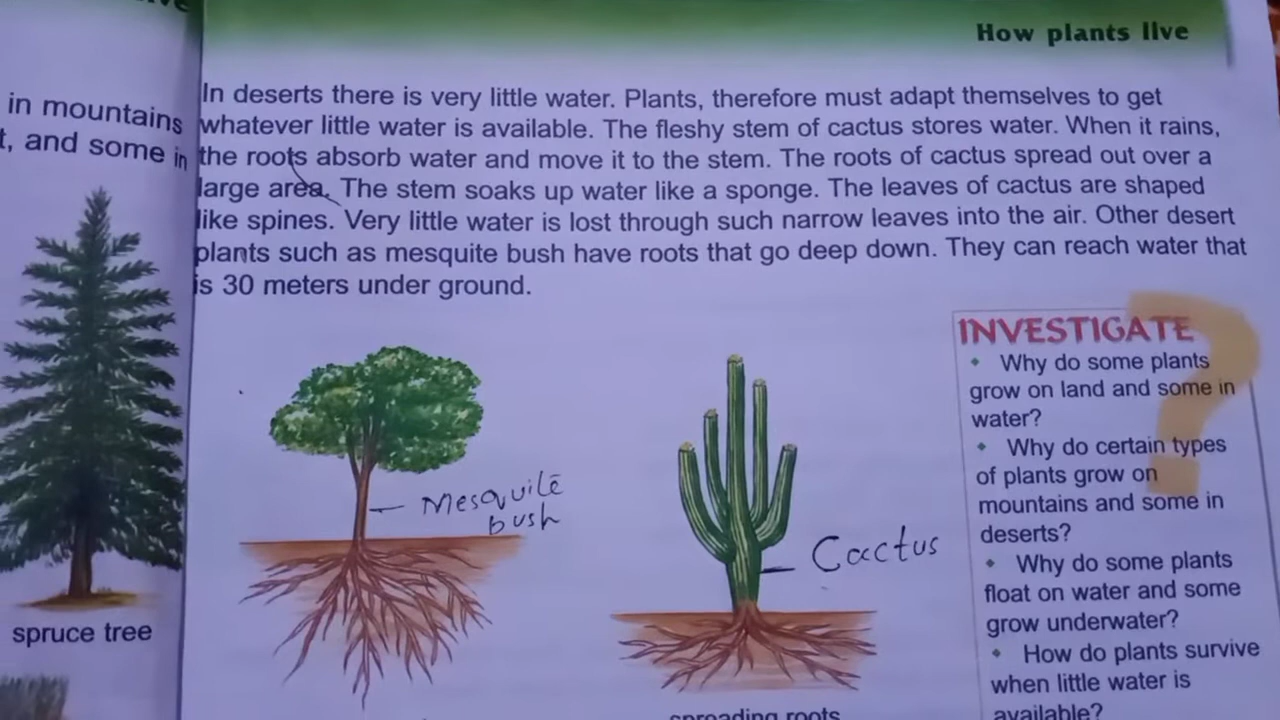 How plants live
in mountains
t, and some in
In deserts there is very little water. Plants, therefore must adapt themselves to get
whatever little water is available. The fleshy stem of cactus stores water. When it rains,
the roots absorb water and move it to the stem. The roots of cactus spread out over a
large area. The stem soaks up water like a sponge. The leaves of cactus are shaped
like spines. Very little water is lost through such narrow leaves into the air. Other desert
plants such as mesquite bush have roots that go deep down. They can reach water that
is 30 meters under ground.
Mesquite
bush
Cactus
spruce tree
spreading roots
INVESTIGATE
?
• Why do some plants
grow on land and some in
water?
• Why do certain types
of plants grow on
mountains and some in
deserts?
• Why do some plants
float on water and some
grow underwater?
• How do plants survive
when little water is
available?